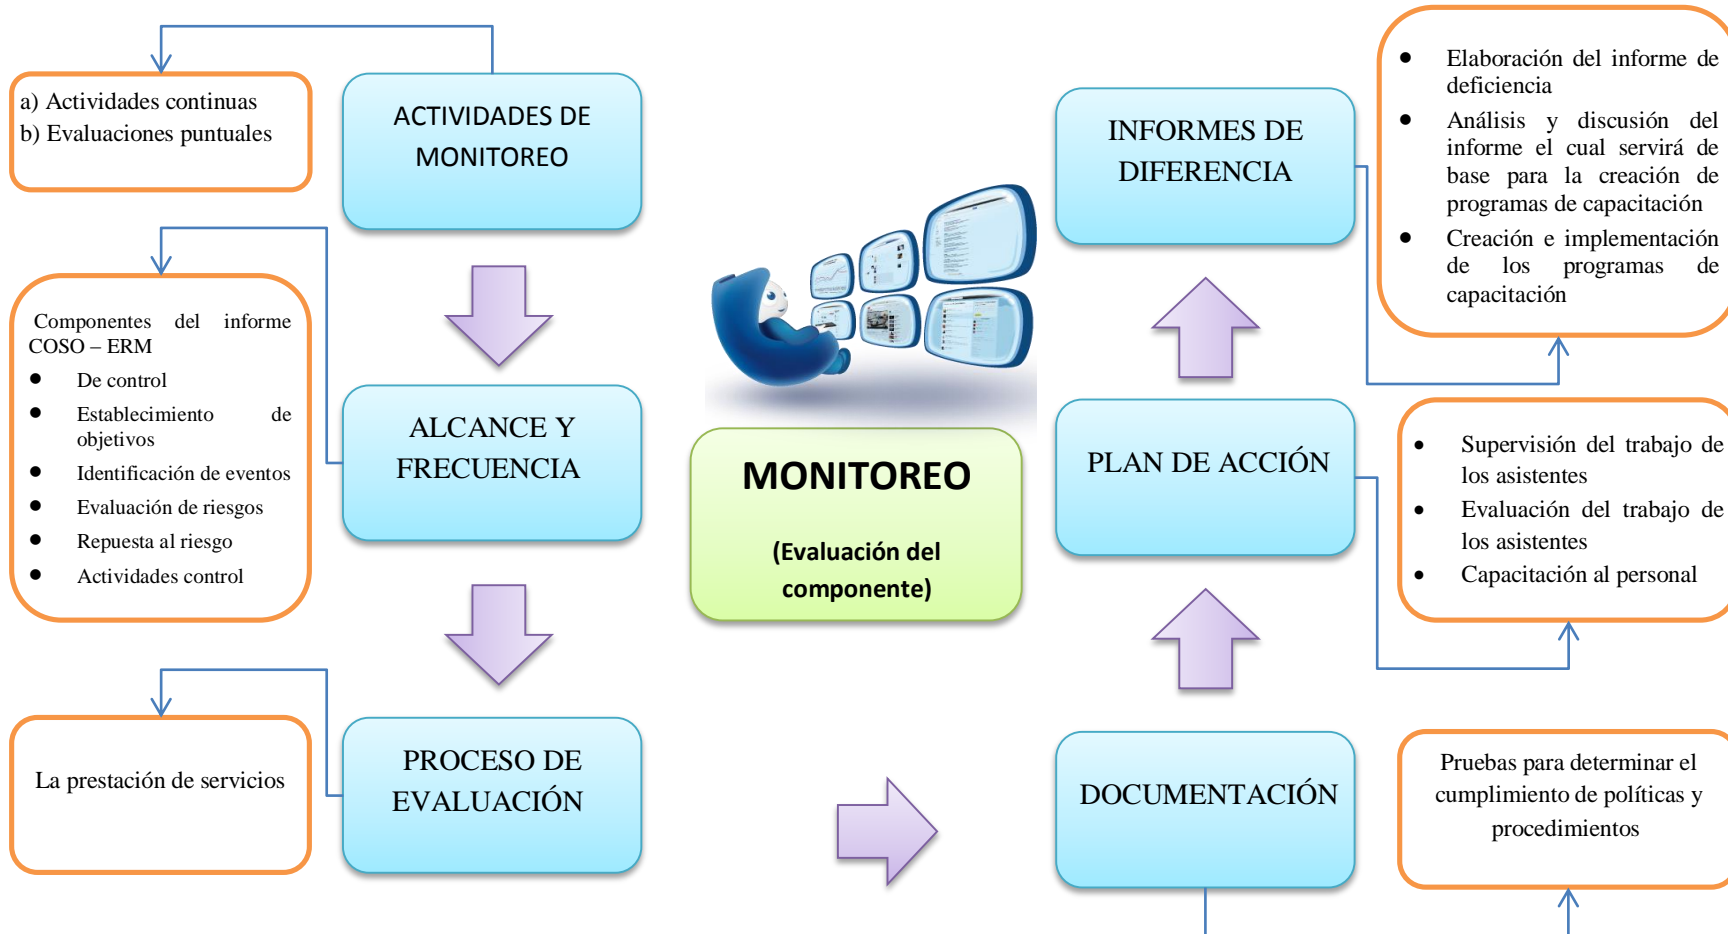 a) Actividades continuas
b) Evaluaciones puntuales
ACTIVIDADES DE
MONITOREO
Componentes del informe
COSO – ERM
● De control
● Establecimiento de
objetivos
● Identificación de eventos
● Evaluación de riesgos
● Repuesta al riesgo
● Actividades control
ALCANCE Y
FRECUENCIA
La prestación de servicios
PROCESO DE
EVALUACIÓN
MONITOREO
(Evaluación del
componente)
INFORMES DE
DIFERENCIA
● Elaboración del informe de
deficiencia
● Análisis y discusión del
informe el cual servirá de
base para la creación de
programas de capacitación
● Creación e implementación
de los programas de
capacitación
PLAN DE ACCIÓN
● Supervisión del trabajo de
los asistentes
● Evaluación del trabajo de
los asistentes
● Capacitación al personal
DOCUMENTACIÓN
Pruebas para determinar el
cumplimiento de políticas y
procedimientos